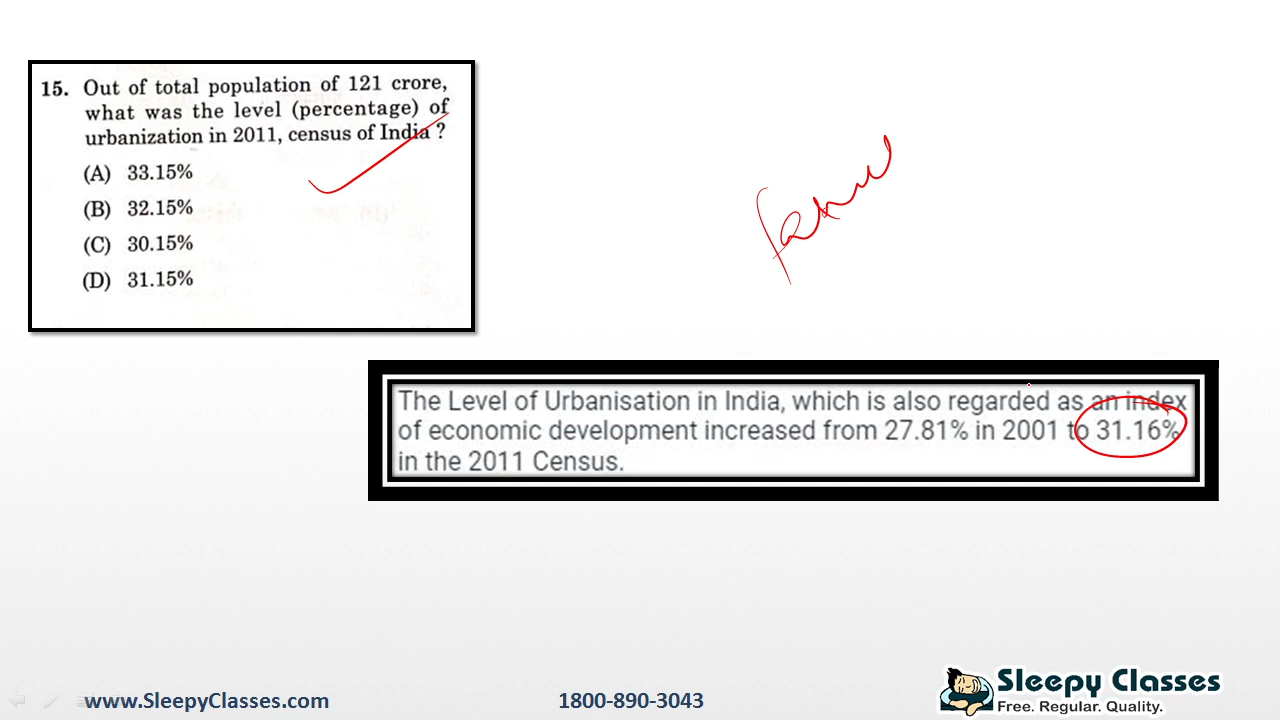 15. Out of total population of 121 crore,
what was the level (percentage) of
urbanization in 2011, census of India ?
(A) 33.15%
(B) 32.15%
(C) 30.15%
(D) 31.15%
The Level of Urbanisation in India, which is also regarded as an index
of economic development increased from 27.81% in 2001 to 31.16%
in the 2011 Census.
www.SleepyClasses.com
1800-890-3043
Sleepy Classes
Free. Regular. Quality.